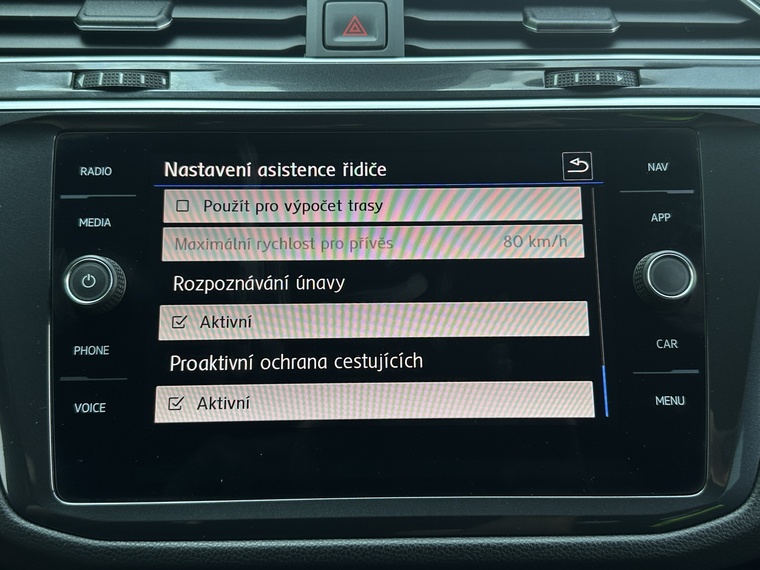 Nastavení asistence řidiče
Použít pro výpočet trasy
Maximální rychlost pro přívěs 80 km/h
Rozpoznávání únavy
Aktivní
Proaktivní ochrana cestujících
Aktivní
RADIO
MEDIA
PHONE
VOICE
NAV
APP
CAR
MENU